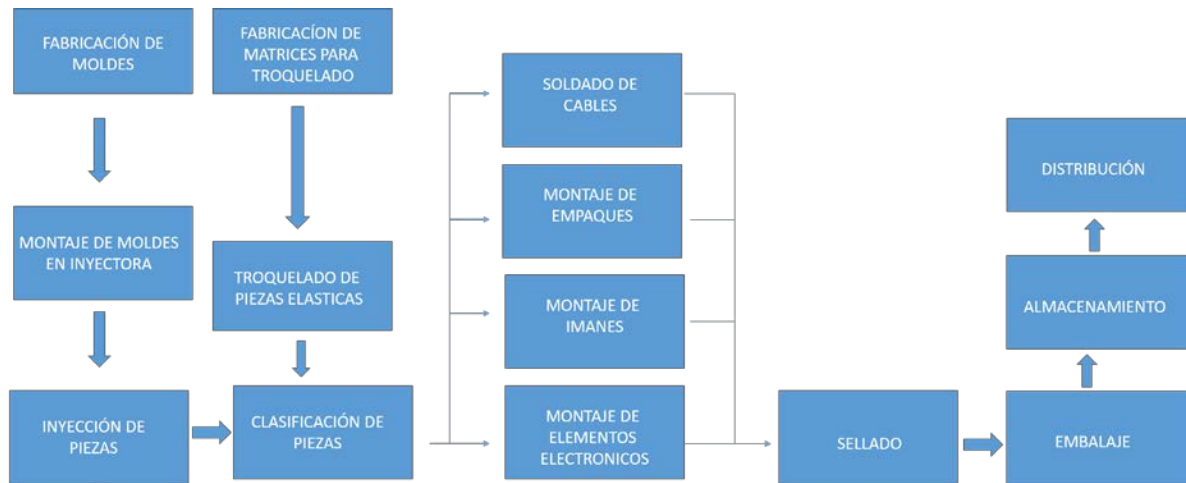 FABRICACIÓN DE
MOLDES
FABRICACÍON DE
MATRICES PARA
TROQUELADO
SOLDADO DE
CABLES
DISTRIBUCIÓN
MONTAJE DE
EMPAQUES
MONTAJE DE MOLDES
EN INYECTORA
TROQUELADO DE
PIEZAS ELASTICAS
MONTAJE DE
IMANES
ALMACENAMIENTO
INYECCIÓN DE
PIEZAS
CLASIFICACIÓN DE
PIEZAS
MONTAJE DE
ELEMENTOS
ELECTRONICOS
SELLADO
EMBALAJE